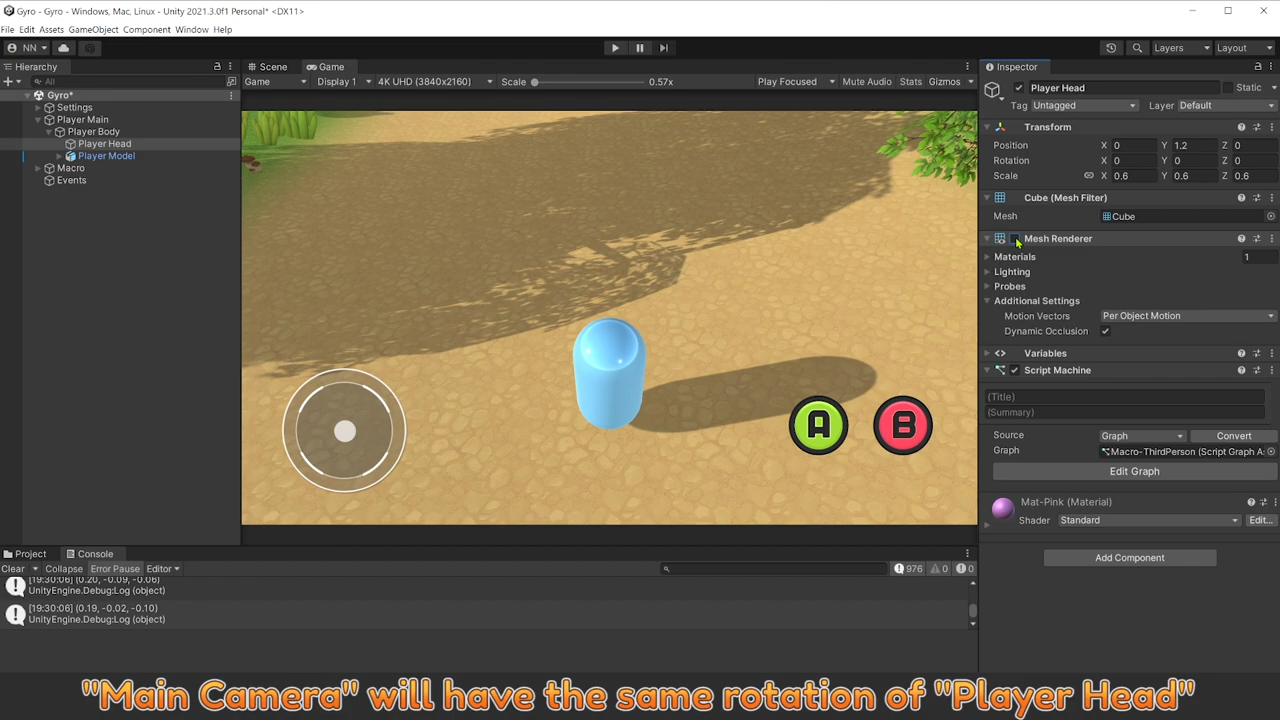 Gyro - Gyro - Windows, Mac, Linux - Unity 2021.3.0f1 Personal* <DX11>
File Edit Assets GameObject Component Window Help
NN Layers Layout
Hierarchy
All
Gyro*
Settings
Player Main
Player Body
Player Head
Player Model
Macro
Events
Scene Game
Game Display 1 4K UHD (3840x2160) Scale 0.57x Play Focused Mute Audio Stats Gizmos
A B
Inspector
Player Head Static
Tag Untagged Layer Default
Transform
Position X 0 Y 1.2 Z 0
Rotation X 0 Y 0 Z 0
Scale X 0.6 Y 0.6 Z 0.6
Cube (Mesh Filter)
Mesh Cube
Mesh Renderer
Materials 1
Lighting
Probes
Additional Settings
Motion Vectors Per Object Motion
Dynamic Occlusion
Variables
Script Machine
(Title)
(Summary)
Source Graph Convert
Graph Macro-ThirdPerson (Script Graph A
Edit Graph
Mat-Pink (Material)
Shader Standard Edit...
Add Component
Project Console
Clear Collapse Error Pause Editor 976 0 0
[19:30:06] (0.20, -0.09, -0.06)
UnityEngine.Debug:Log (object)
[19:30:06] (0.19, -0.02, -0.10)
UnityEngine.Debug:Log (object)
"Main Camera" will have the same rotation of "Player Head"